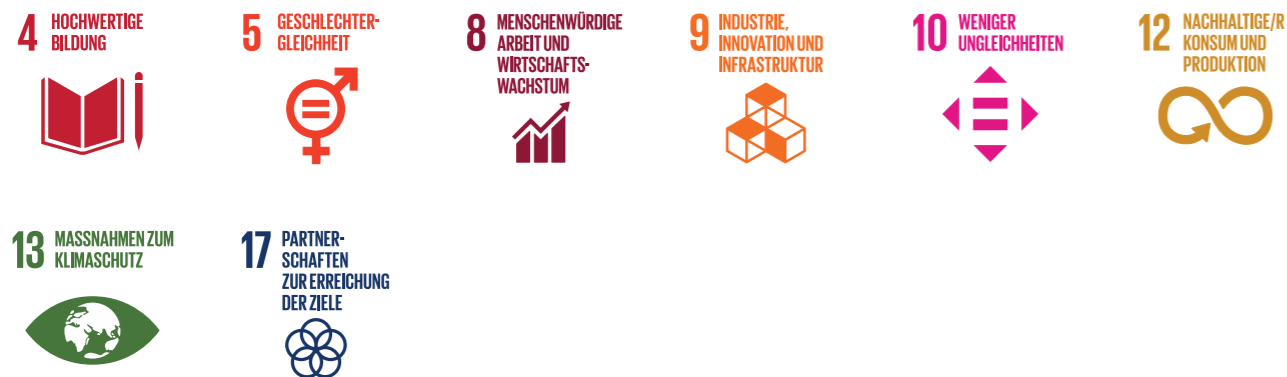 4 HOCHWERTIGE
BILDUNG
5 GESCHLECHTER-
GLEICHHEIT
8 MENSCHENWÜRDIGE
ARBEIT UND
WIRTSCHAFTS-
WACHSTUM
9 INDUSTRIE,
INNOVATION UND
INFRASTRUKTUR
10 WENIGER
UNGLEICHHEITEN
12 NACHHALTIGE/R
KONSUM UND
PRODUKTION
13 MASSNAHMEN ZUM
KLIMASCHUTZ
17 PARTNER-
SCHAFTEN
ZUR ERREICHUNG
DER ZIELE